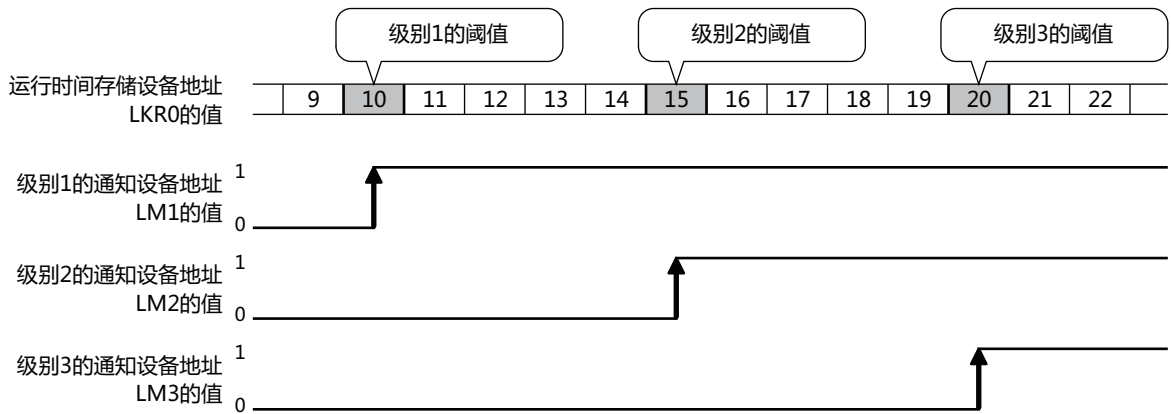 级别1的阈值 级别2的阈值 级别3的阈值
运行时间存储设备地址
LKR0的值
9 10 11 12 13 14 15 16 17 18 19 20 21 22
级别1的通知设备地址 1
LM1的值 0
级别2的通知设备地址 1
LM2的值 0
级别3的通知设备地址 1
LM3的值 0